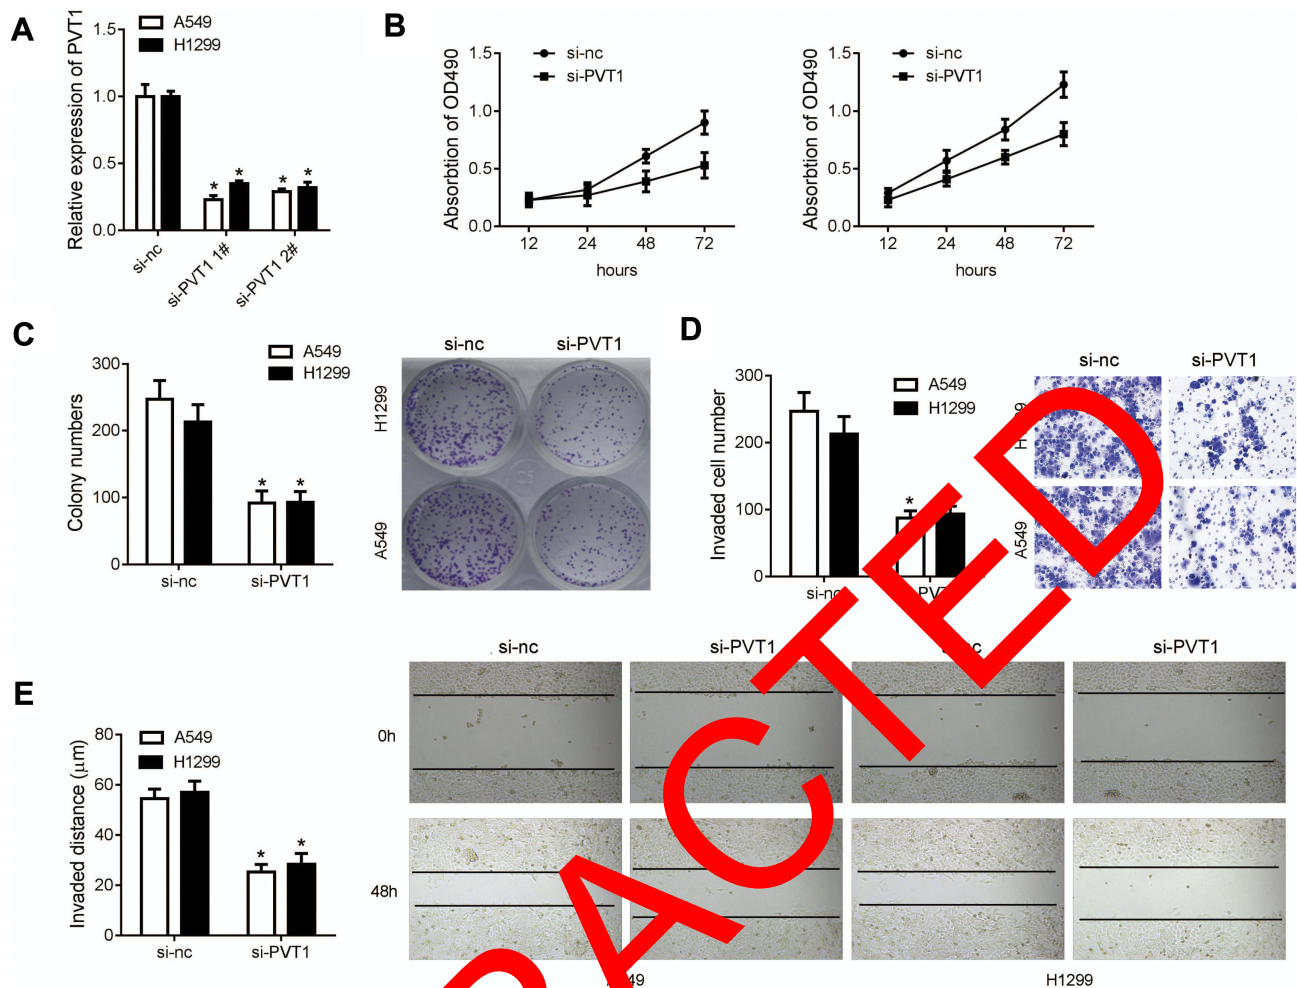 A
Relative expression of PVT1
1.5
1.0
0.5
0.0
A549
H1299
*
*
*
*
si-nc
si-PVT1 1#
si-PVT1 2#
B
Absorbtion of OD490
1.5
1.0
0.5
0.0
si-nc
si-PVT1
12
24
48
72
hours
Absorbtion of OD490
1.5
1.0
0.5
0.0
si-nc
si-PVT1
12
24
48
72
hours
C
Colony numbers
300
200
100
0
A549
H1299
*
*
si-nc
si-PVT1
si-nc
si-PVT1
H1299
A549
D
Invaded cell number
300
200
100
0
A549
H1299
*
si-nc
PVT
si-nc
si-PVT1
A549
E
Invaded distance (μm)
80
60
40
20
0
A549
H1299
*
*
si-nc
si-PVT1
si-nc
si-PVT1
si-PVT1
0h
48h
H1299
RACTED